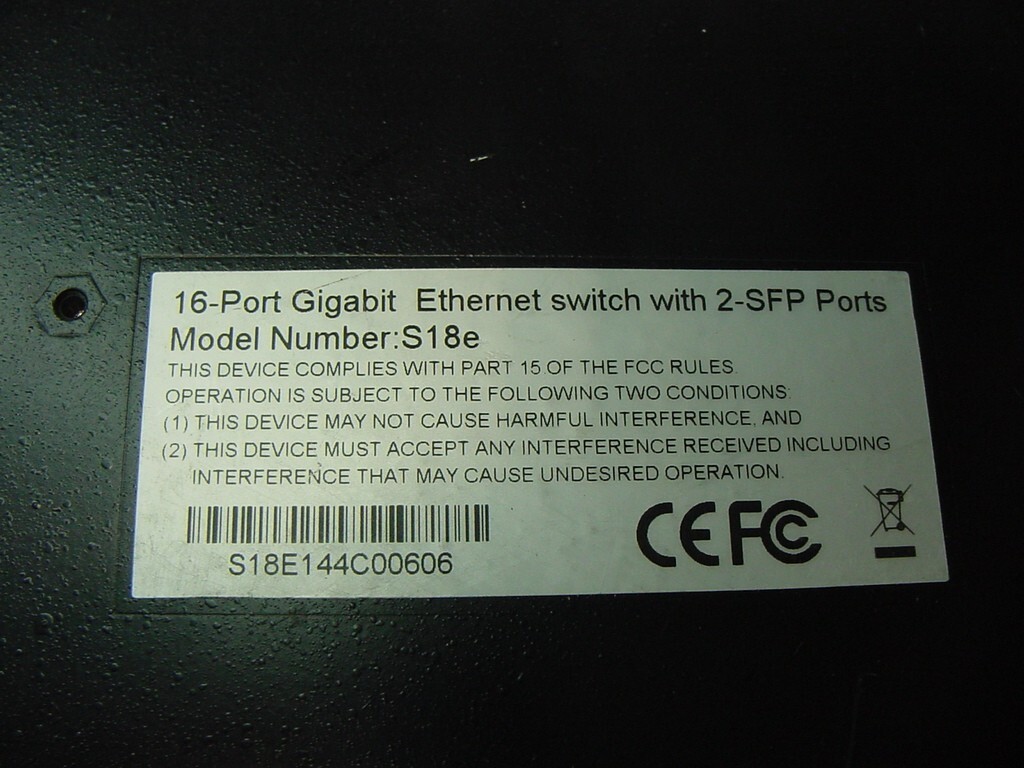 16-Port Gigabit Ethernet switch with 2-SFP Ports
Model Number:S18e
THIS DEVICE COMPLIES WITH PART 15 OF THE FCC RULES.
OPERATION IS SUBJECT TO THE FOLLOWING TWO CONDITIONS:
(1) THIS DEVICE MAY NOT CAUSE HARMFUL INTERFERENCE, AND
(2) THIS DEVICE MUST ACCEPT ANY INTERFERENCE RECEIVED INCLUDING
INTERFERENCE THAT MAY CAUSE UNDESIRED OPERATION.
S18E144C00606
CE FC